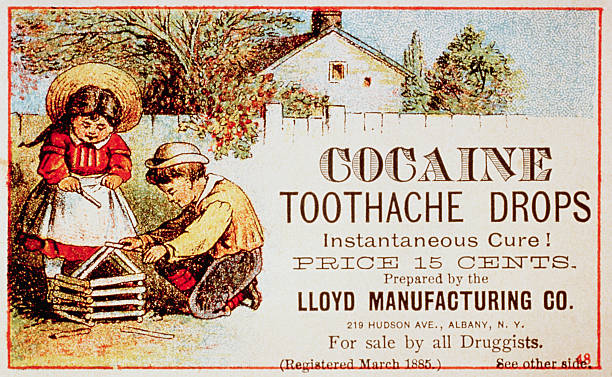 COCAINE
TOOTHACHE DROPS
Instantaneous Cure!
PRICE 15 CENTS.
Prepared by the
LLOYD MANUFACTURING CO.
219 HUDSON AVE., ALBANY, N. Y.
For sale by all Druggists.
(Registered March 1885.) See other side.
48